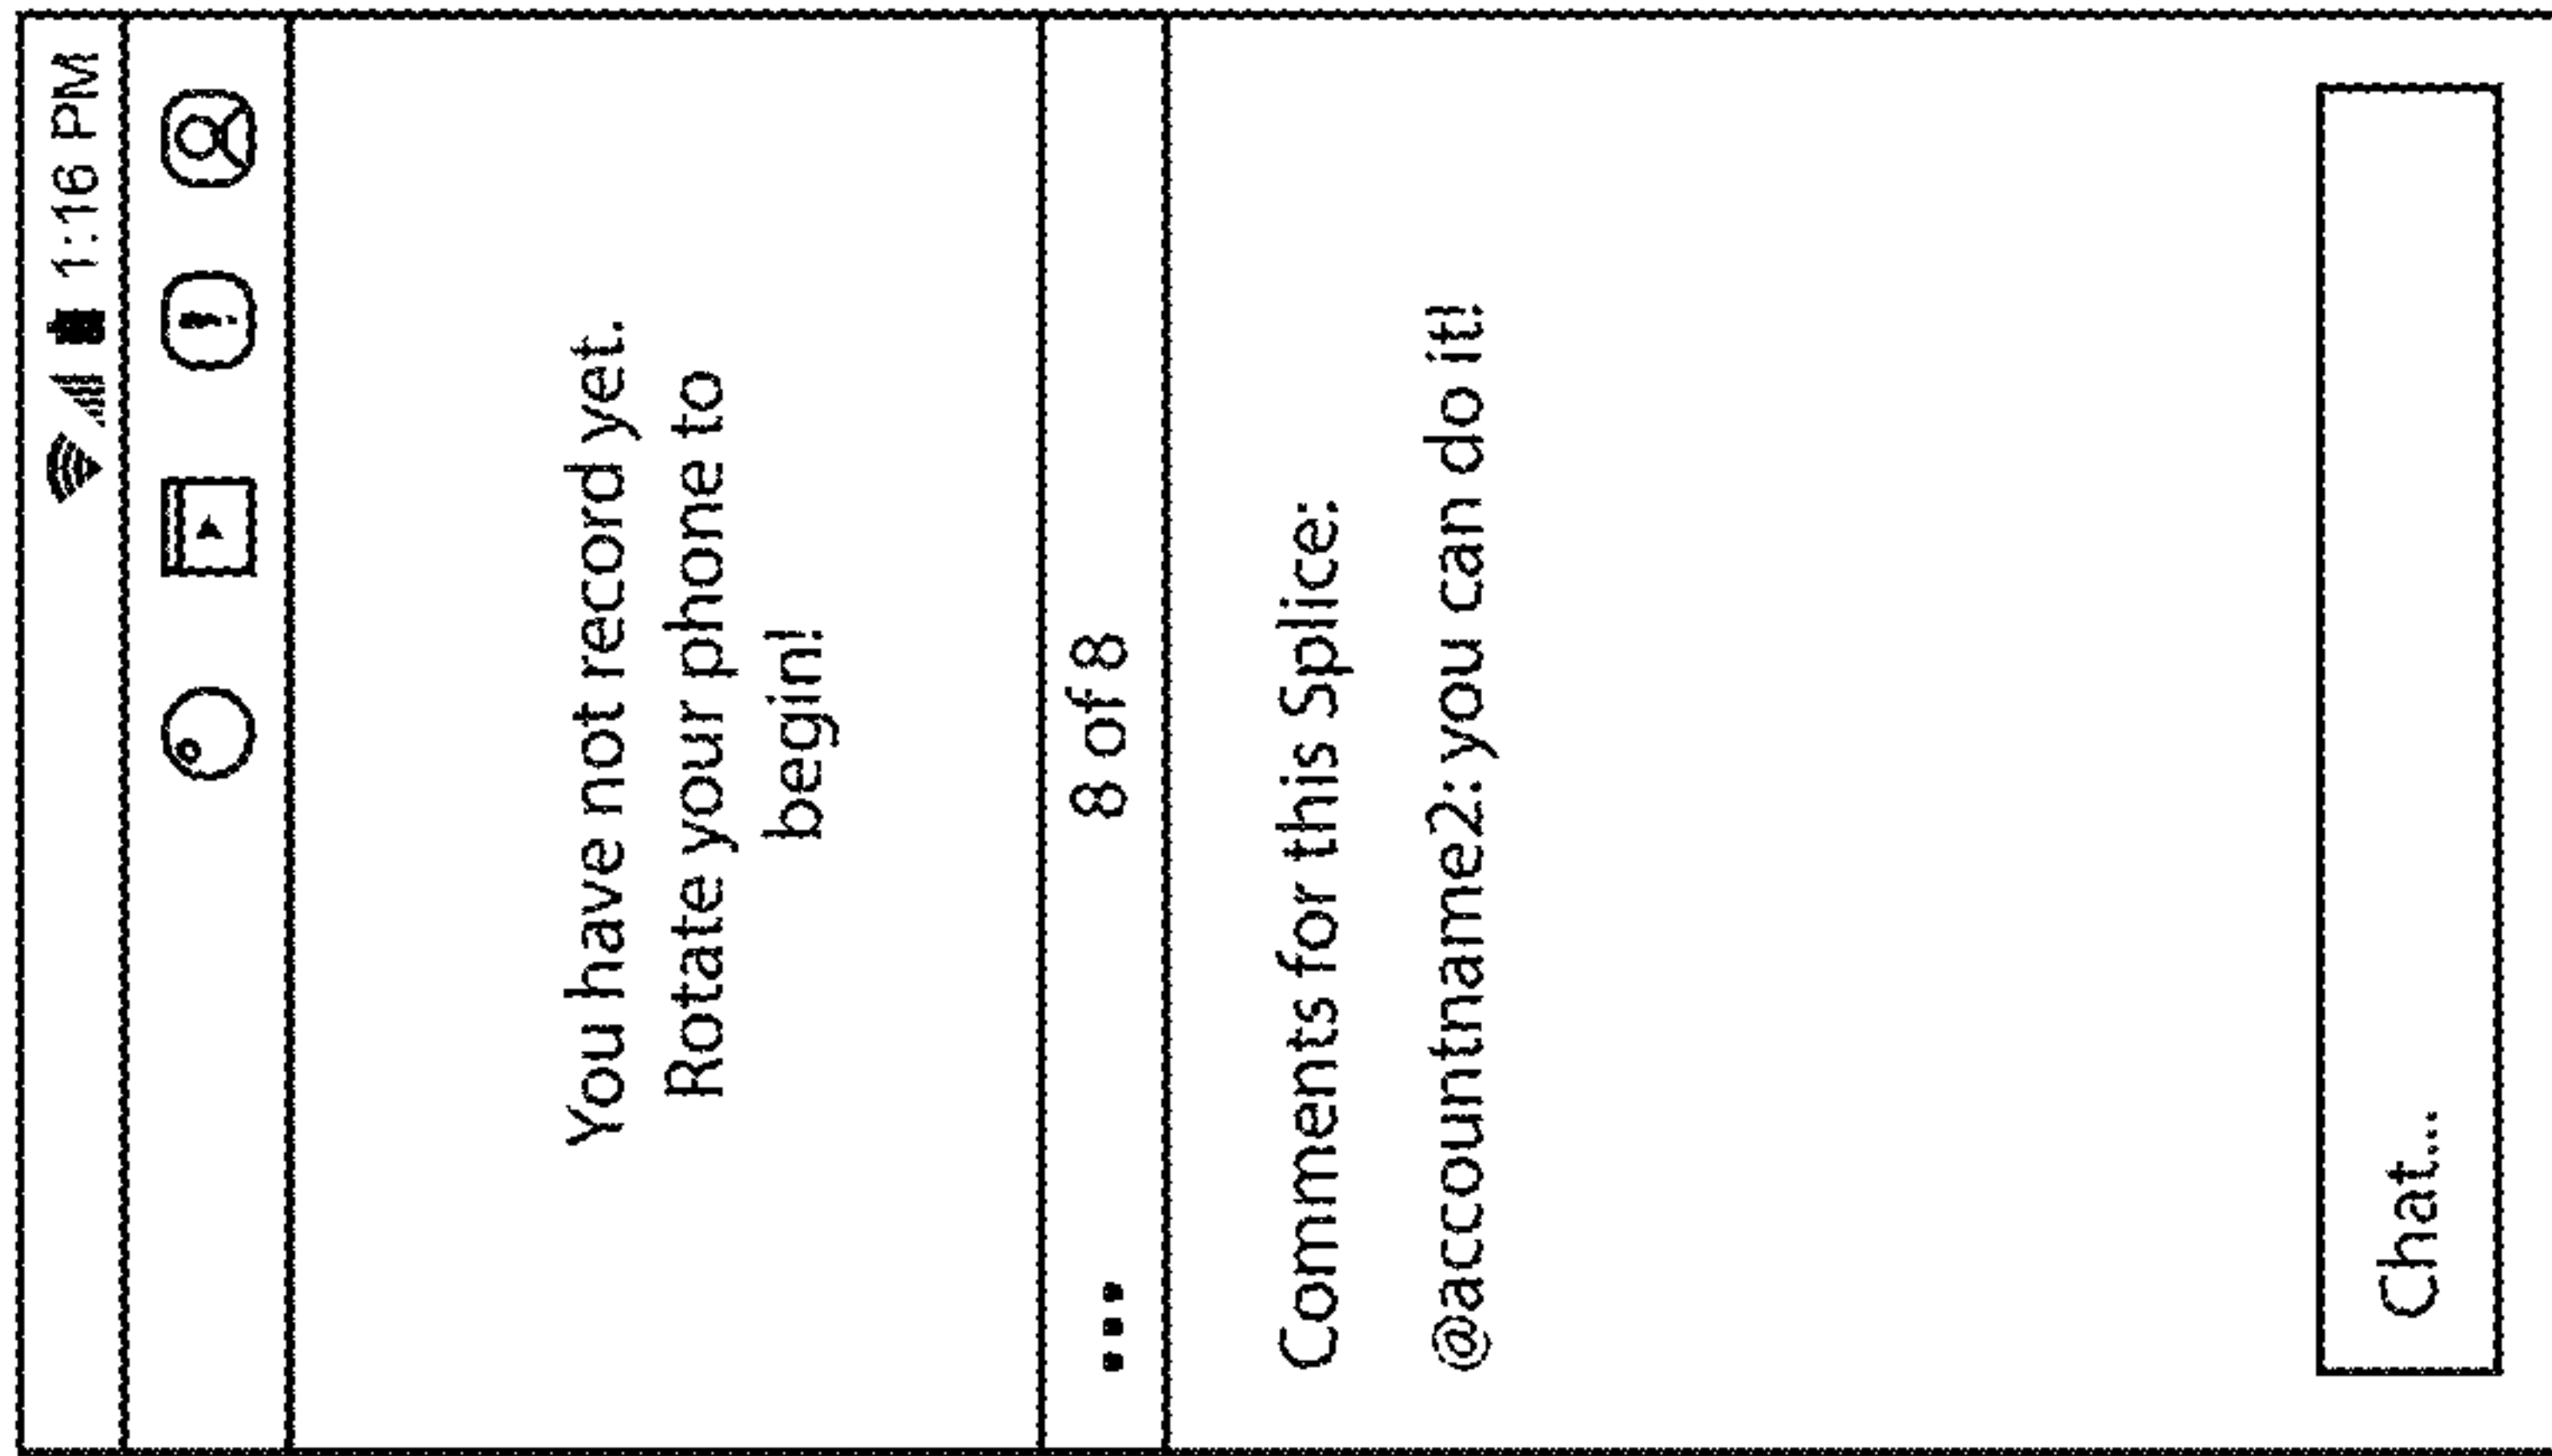 1:16 PM
You have not record yet.
Rotate your phone to
begin!
... 8 of 8
Comments for this Splice:
@accountname2: you can do it!
Chat...